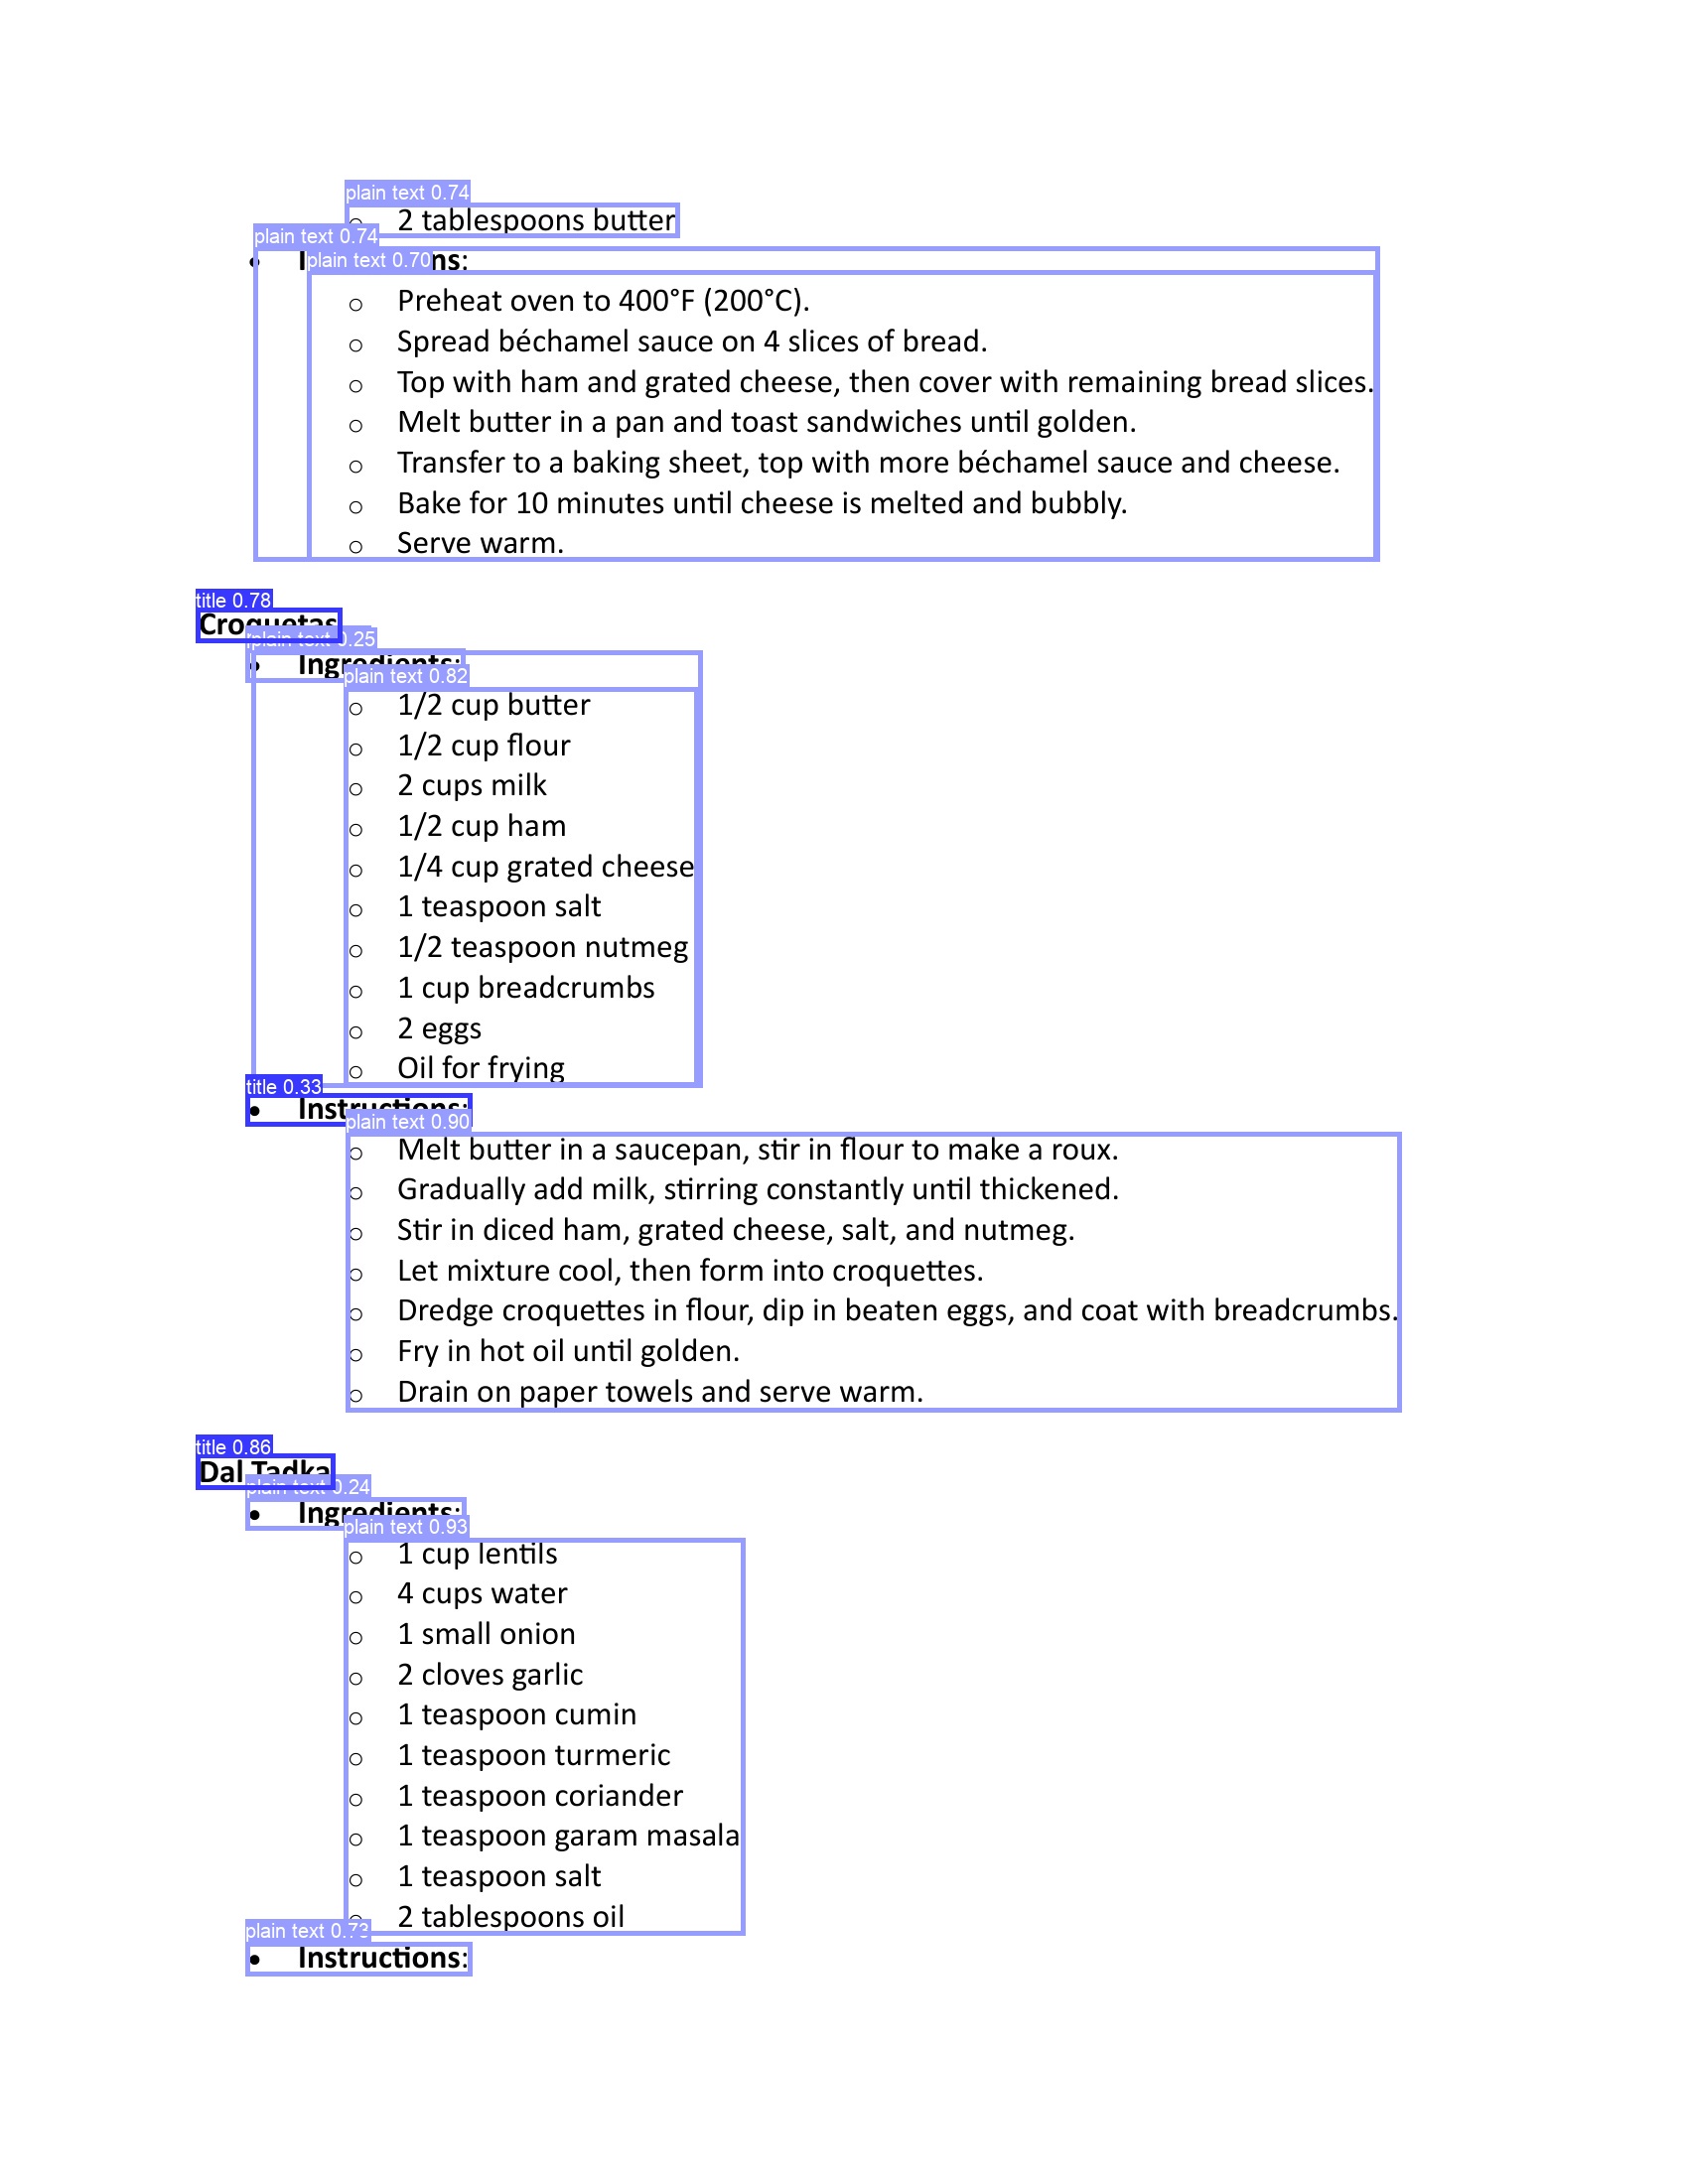 plain text 0.74
○ 2 tablespoons butter
plain text 0.74
plain text 0.70
• ns:
○ Preheat oven to 400°F (200°C).
○ Spread béchamel sauce on 4 slices of bread.
○ Top with ham and grated cheese, then cover with remaining bread slices.
○ Melt butter in a pan and toast sandwiches until golden.
○ Transfer to a baking sheet, top with more béchamel sauce and cheese.
○ Bake for 10 minutes until cheese is melted and bubbly.
○ Serve warm.
title 0.78
Croquetas
plain text 0.25
• Ingredients:
plain text 0.82
○ 1/2 cup butter
○ 1/2 cup flour
○ 2 cups milk
○ 1/2 cup ham
○ 1/4 cup grated cheese
○ 1 teaspoon salt
○ 1/2 teaspoon nutmeg
○ 1 cup breadcrumbs
○ 2 eggs
○ Oil for frying
title 0.33
• Instructions:
plain text 0.90
○ Melt butter in a saucepan, stir in flour to make a roux.
○ Gradually add milk, stirring constantly until thickened.
○ Stir in diced ham, grated cheese, salt, and nutmeg.
○ Let mixture cool, then form into croquettes.
○ Dredge croquettes in flour, dip in beaten eggs, and coat with breadcrumbs.
○ Fry in hot oil until golden.
○ Drain on paper towels and serve warm.
title 0.86
Dal Tadka
plain text 0.24
• Ingredients:
plain text 0.93
○ 1 cup lentils
○ 4 cups water
○ 1 small onion
○ 2 cloves garlic
○ 1 teaspoon cumin
○ 1 teaspoon turmeric
○ 1 teaspoon coriander
○ 1 teaspoon garam masala
○ 1 teaspoon salt
○ 2 tablespoons oil
plain text 0.73
• Instructions: